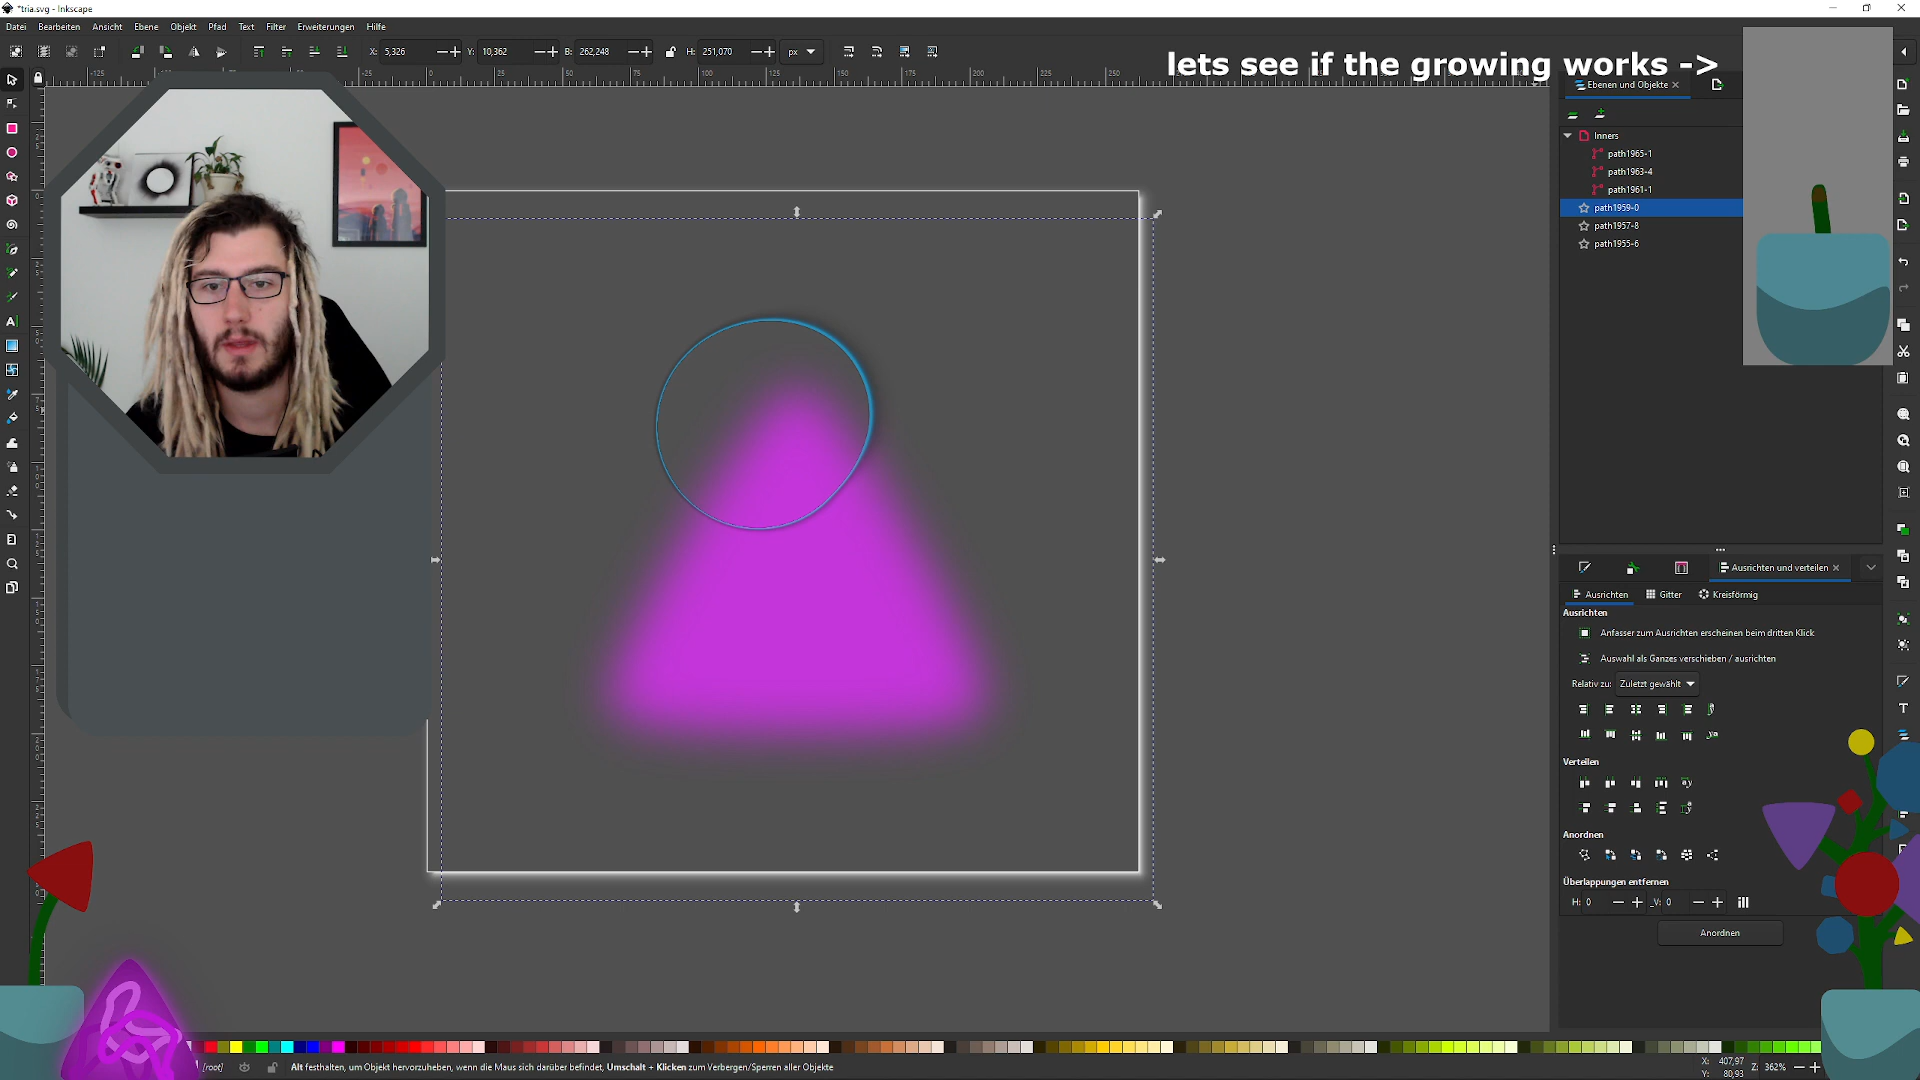 *tria.svg - Inkscape
Datei Bearbeiten Ansicht Ebene Objekt Pfad Text Filter Erweiterungen Hilfe
X: 5,326 Y: 10,362 B: 262,248 H: 251,070 px
lets see if the growing works ->
Ebenen und Objekte
Inners
path1965-1
path1963-4
path1961-1
path1959-0
path1957-8
path1955-6
Ausrichten und verteilen
Ausrichten Gitter Kreisförmig
Ausrichten
Anfasser zum Ausrichten erscheinen beim dritten Klick
Auswahl als Ganzes verschieben / ausrichten
Relativ zu: Zuletzt gewählt
Verteilen
Anordnen
Überlappungen entfernen
H: 0 V: 0
Anordnen
[root] Alt festhalten, um Objekt hervorzuheben, wenn die Maus sich darüber befindet, Umschalt + Klicken zum Verbergen/Sperren aller Objekte
X: 407,97
Y: 80,93
Z: 362%